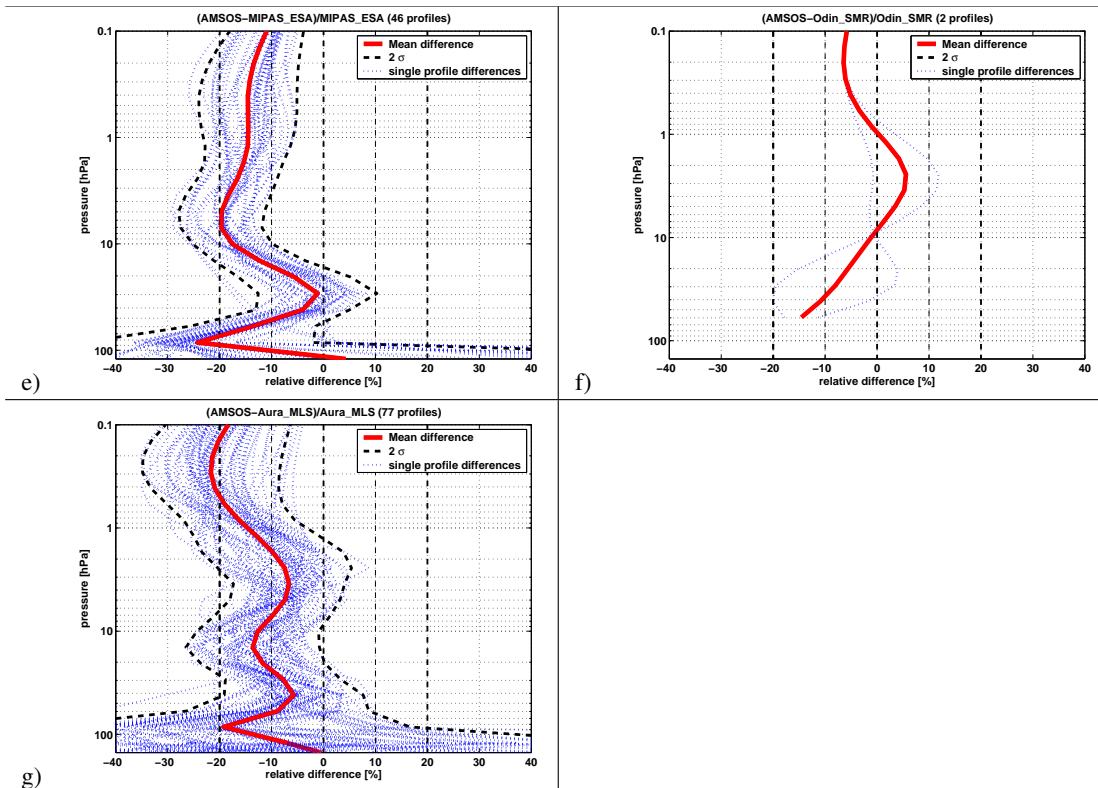 (AMSOS−MIPAS_ESA)/MIPAS_ESA (46 profiles)
0.1
1
10
100
pressure [hPa]
Mean difference
2 σ
single profile differences
−40 −30 −20 −10 0 10 20 30 40
relative difference [%]
e)
(AMSOS−Odin_SMR)/Odin_SMR (2 profiles)
0.1
1
10
100
pressure [hPa]
Mean difference
2 σ
single profile differences
−40 −30 −20 −10 0 10 20 30 40
relative difference [%]
f)
(AMSOS−Aura_MLS)/Aura_MLS (77 profiles)
0.1
1
10
100
pressure [hPa]
Mean difference
2 σ
single profile differences
−40 −30 −20 −10 0 10 20 30 40
relative difference [%]
g)